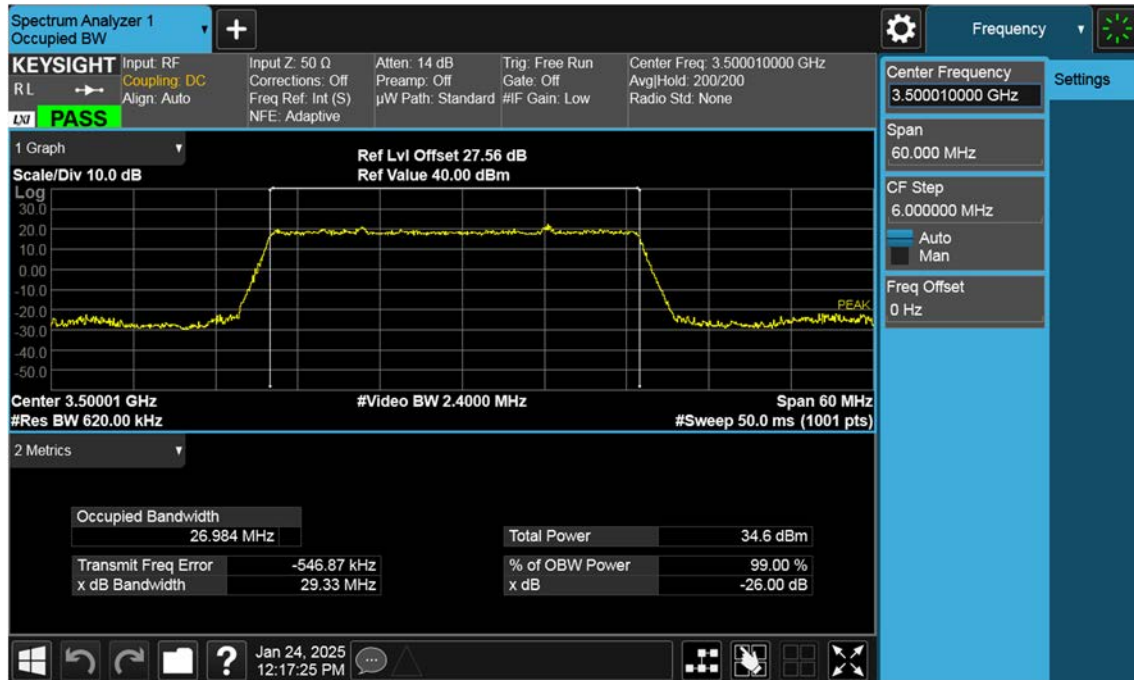 Spectrum Analyzer 1
Occupied BW
Frequency
KEYSIGHT
R L
LXI
PASS
Input: RF
Coupling: DC
Align: Auto
Input Z: 50 Ω
Corrections: Off
Freq Ref: Int (S)
NFE: Adaptive
Atten: 14 dB
Preamp: Off
µW Path: Standard
Trig: Free Run
Gate: Off
#IF Gain: Low
Center Freq: 3.500010000 GHz
Avg|Hold: 200/200
Radio Std: None
Center Frequency
3.500010000 GHz
Settings
Span
60.000 MHz
CF Step
6.000000 MHz
Auto
Man
Freq Offset
0 Hz
1 Graph
Scale/Div 10.0 dB
Ref Lvl Offset 27.56 dB
Ref Value 40.00 dBm
Log
30.0
20.0
10.0
0.00
-10.0
-20.0
-30.0
-40.0
-50.0
PEAK
Center 3.50001 GHz
#Video BW 2.4000 MHz
Span 60 MHz
#Res BW 620.00 kHz
#Sweep 50.0 ms (1001 pts)
2 Metrics
Occupied Bandwidth
26.984 MHz
Total Power 34.6 dBm
Transmit Freq Error -546.87 kHz
% of OBW Power 99.00 %
x dB Bandwidth 29.33 MHz
x dB -26.00 dB
?
Jan 24, 2025
12:17:25 PM